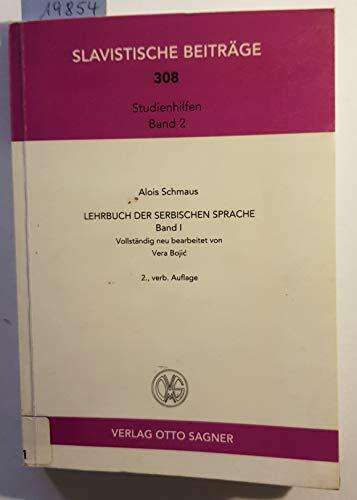 19854
SLAVISTISCHE BEITRÄGE
308
Studienhilfen
Band 2
Alois Schmaus
LEHRBUCH DER SERBISCHEN SPRACHE
Band I
Vollständig neu bearbeitet von
Vera Bojić
2., verb. Auflage
VERLAG OTTO SAGNER
1